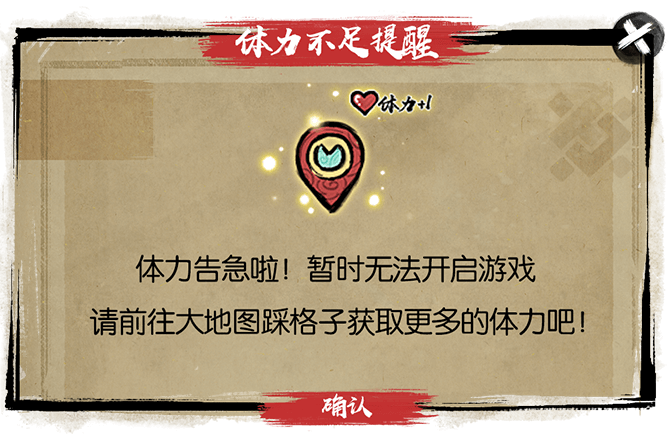 体力不足提醒
体力+1
体力告急啦！暂时无法开启游戏
请前往大地图踩格子获取更多的体力吧！
确认